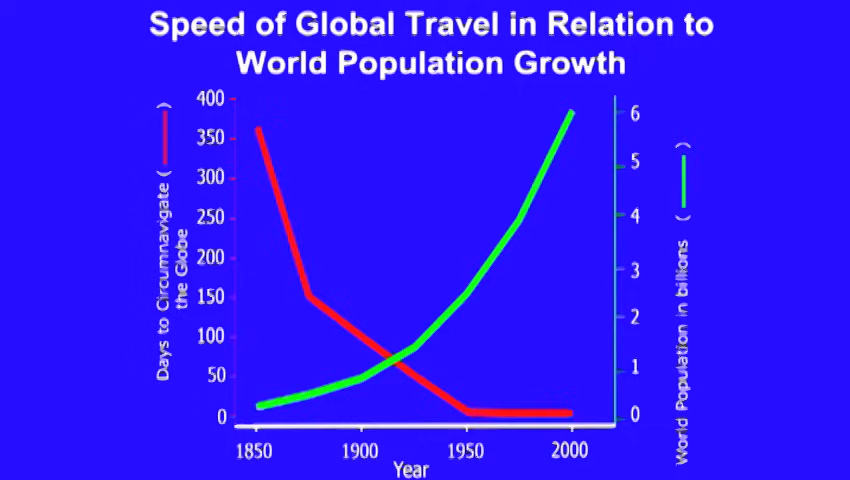 Speed of Global Travel in Relation to
World Population Growth
400
350
300
250
200
150
100
50
0
Days to Circumnavigate ( )
the Globe
6
5
4
3
2
1
0
World Population in billions ( )
1850 1900 1950 2000
Year